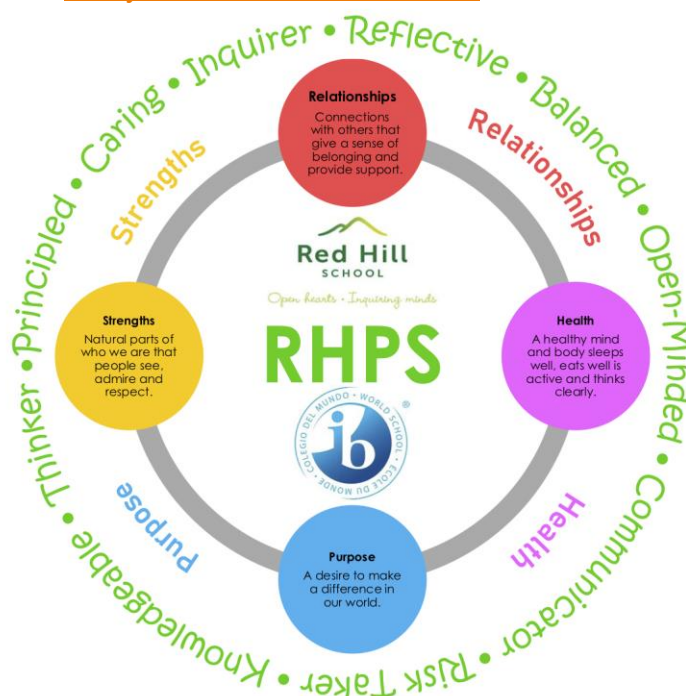 Caring • Inquirer • Reflective • Balanced • Open-Minded • Communicator • Risk Taker • Knowledgeable • Thinker • Principled •
Relationships
Connections
with others that
give a sense of
belonging and
provide support.
Strengths
Relationships
Red Hill
SCHOOL
Open hearts · Inquiring minds
RHPS
Strengths
Natural parts of
who we are that
people see,
admire and
respect.
Health
A healthy mind
and body sleeps
well, eats well is
active and thinks
clearly.
COLEGIO DEL MUNDO • WORLD SCHOOL • ECOLE DU MONDE •
ib
®
Purpose
Health
Purpose
A desire to make
a difference in
our world.